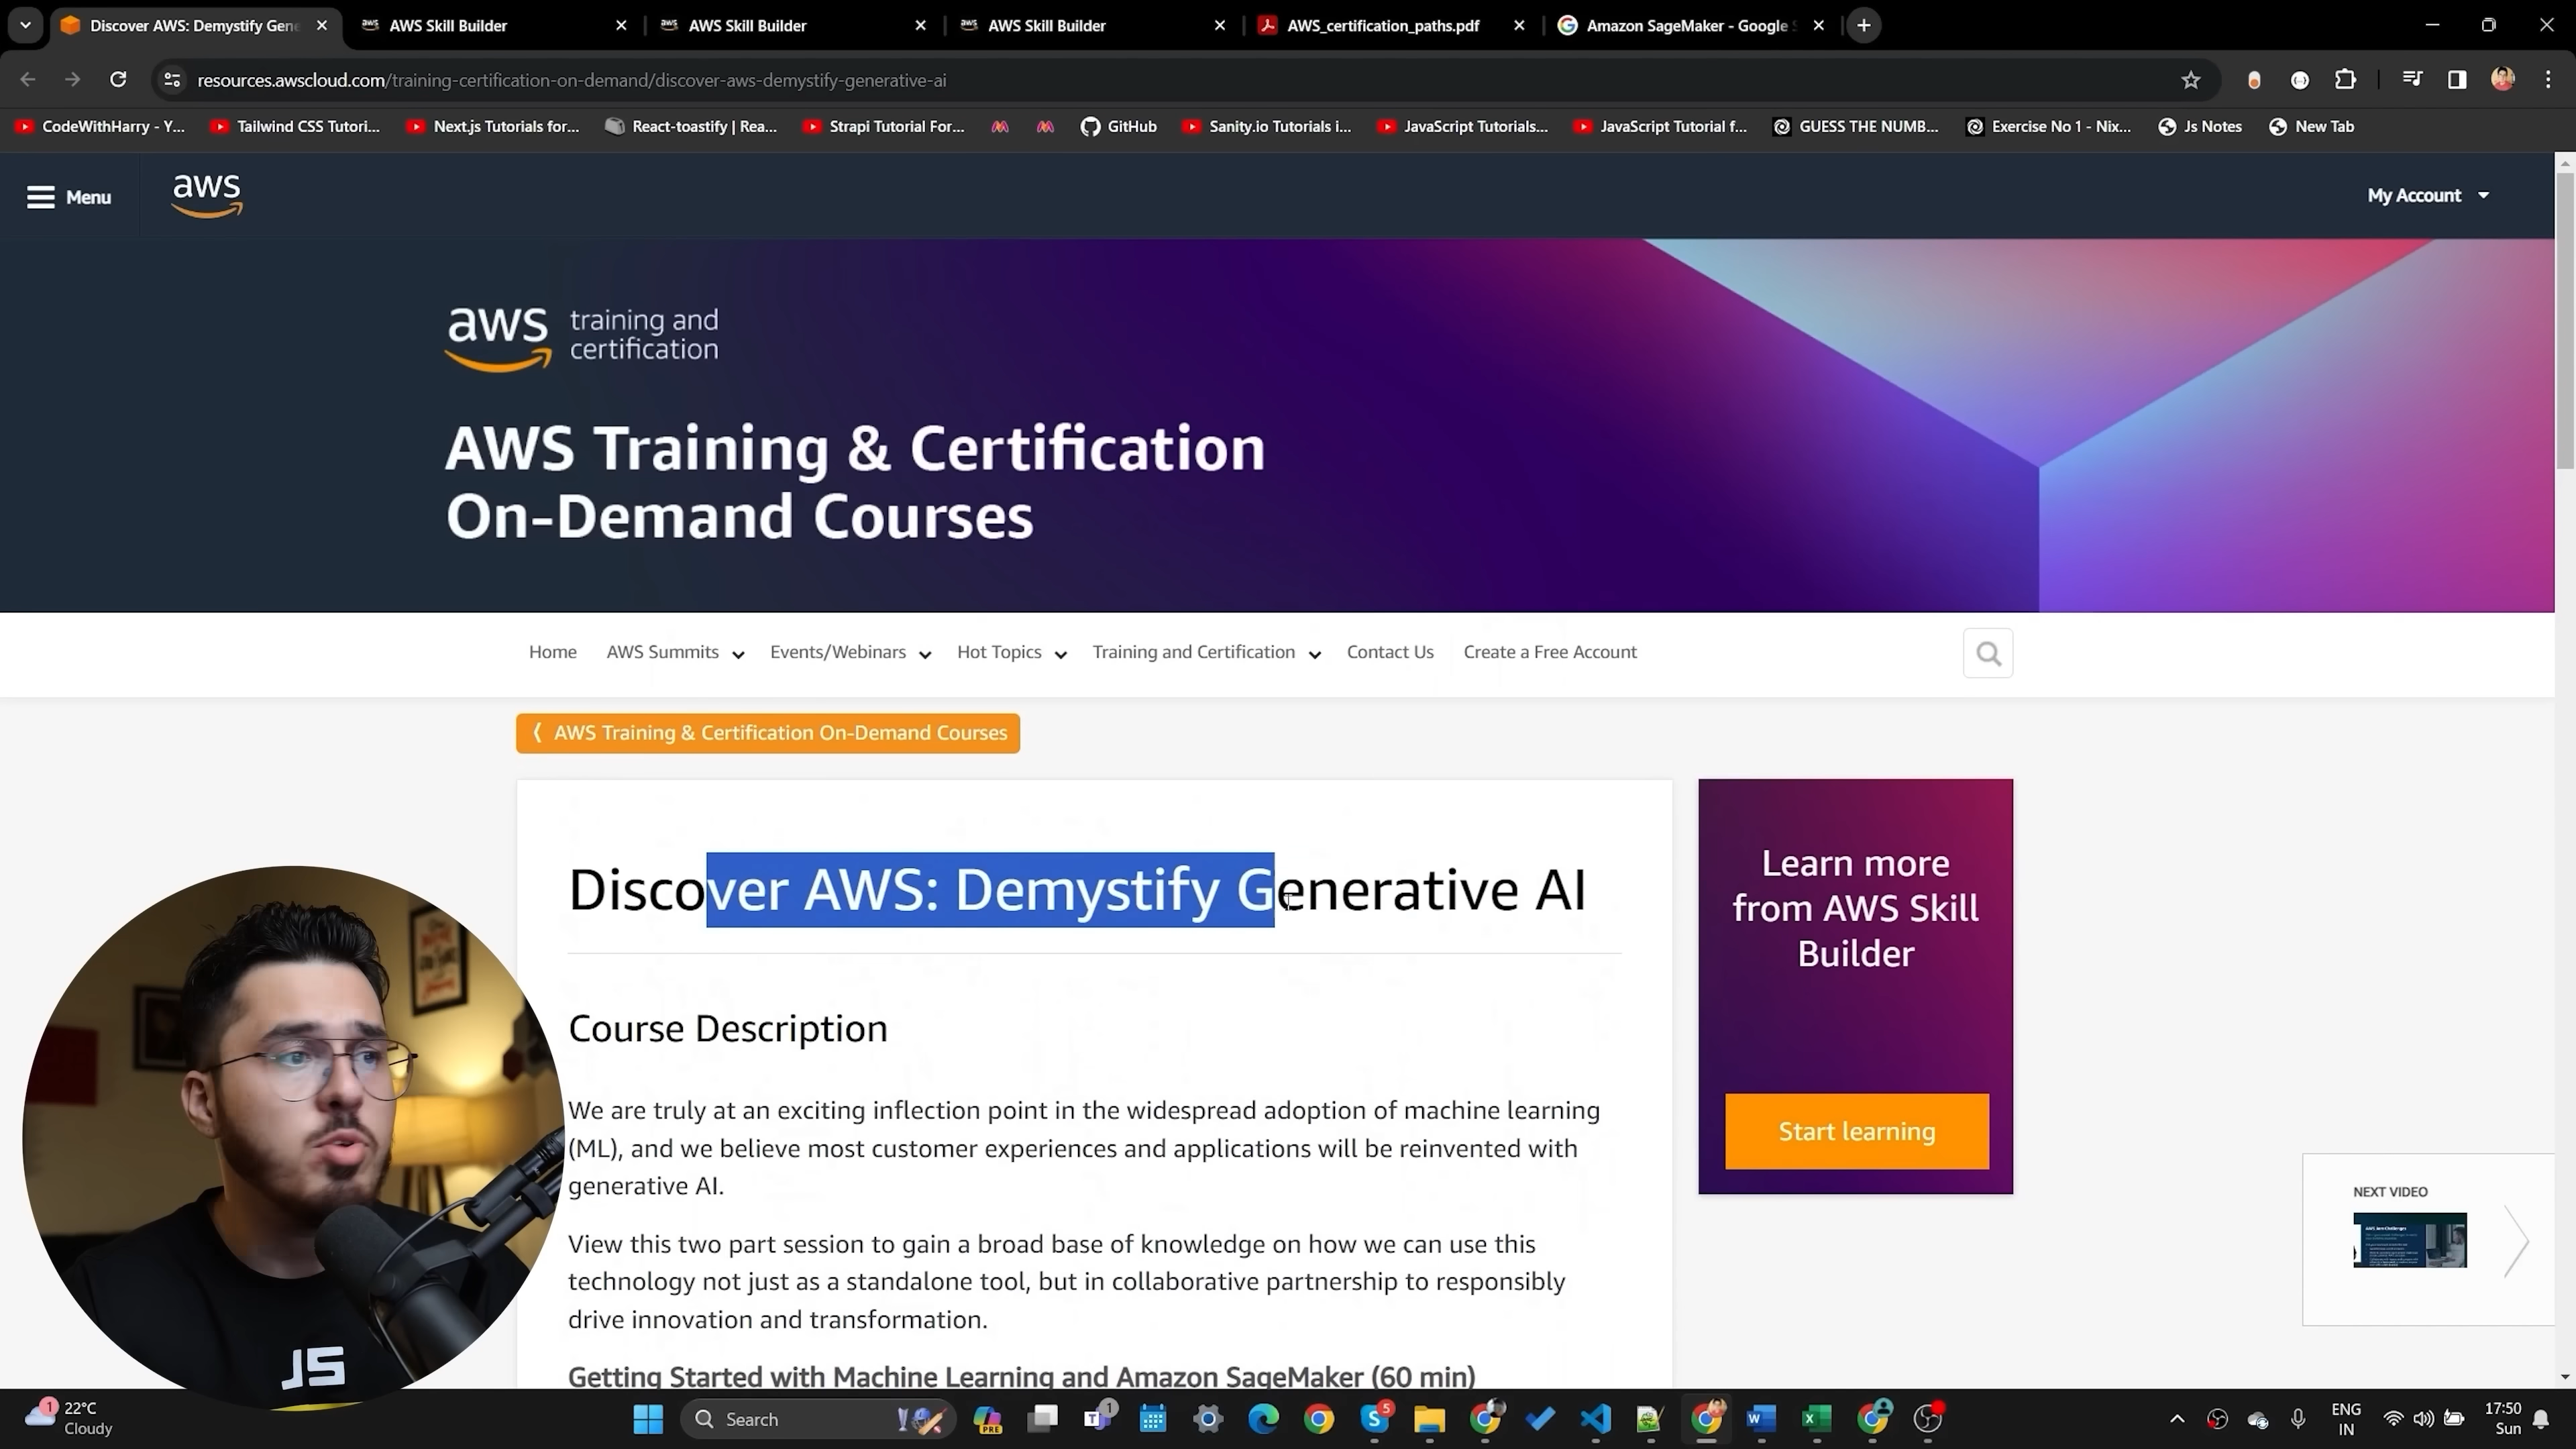 Discover AWS: Demystify Gene
AWS Skill Builder
AWS Skill Builder
AWS Skill Builder
AWS_certification_paths.pdf
Amazon SageMaker - Google S
resources.awscloud.com/training-certification-on-demand/discover-aws-demystify-generative-ai
CodeWithHarry - Y...
Tailwind CSS Tutori...
Next.js Tutorials for...
React-toastify | Rea...
Strapi Tutorial For...
GitHub
Sanity.io Tutorials i...
JavaScript Tutorials...
JavaScript Tutorial f...
GUESS THE NUMB...
Exercise No 1 - Nix...
Js Notes
New Tab
Menu
aws
My Account
aws training and
certification
AWS Training & Certification
On-Demand Courses
Home
AWS Summits
Events/Webinars
Hot Topics
Training and Certification
Contact Us
Create a Free Account
AWS Training & Certification On-Demand Courses
Discover AWS: Demystify Generative AI
Course Description
We are truly at an exciting inflection point in the widespread adoption of machine learning
(ML), and we believe most customer experiences and applications will be reinvented with
generative AI.
View this two part session to gain a broad base of knowledge on how we can use this
technology not just as a standalone tool, but in collaborative partnership to responsibly
drive innovation and transformation.
Getting Started with Machine Learning and Amazon SageMaker (60 min)
Learn more
from AWS Skill
Builder
Start learning
NEXT VIDEO
JS
1
22°C
Cloudy
Search
PRE
1
5
ENG
IN
17:50
Sun